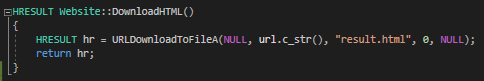 HRESULT Website::DownloadHTML()
{
HRESULT hr = URLDownloadToFileA(NULL, url.c_str(), "result.html", 0, NULL);
return hr;
}